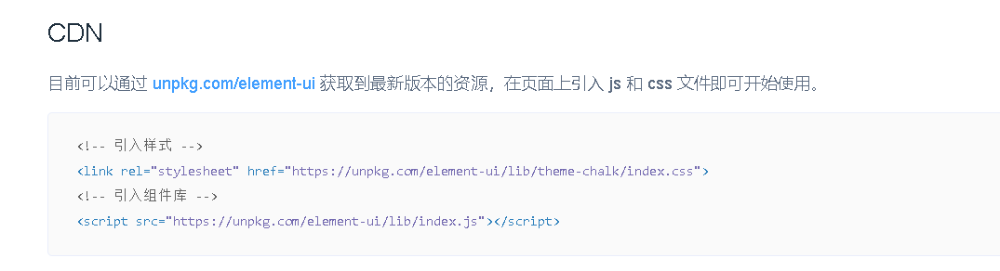 CDN
目前可以通过 unpkg.com/element-ui 获取到最新版本的资源，在页面上引入 js 和 css 文件即可开始使用。
<!-- 引入样式 -->
<link rel="stylesheet" href="https://unpkg.com/element-ui/lib/theme-chalk/index.css">
<!-- 引入组件库 -->
<script src="https://unpkg.com/element-ui/lib/index.js"></script>